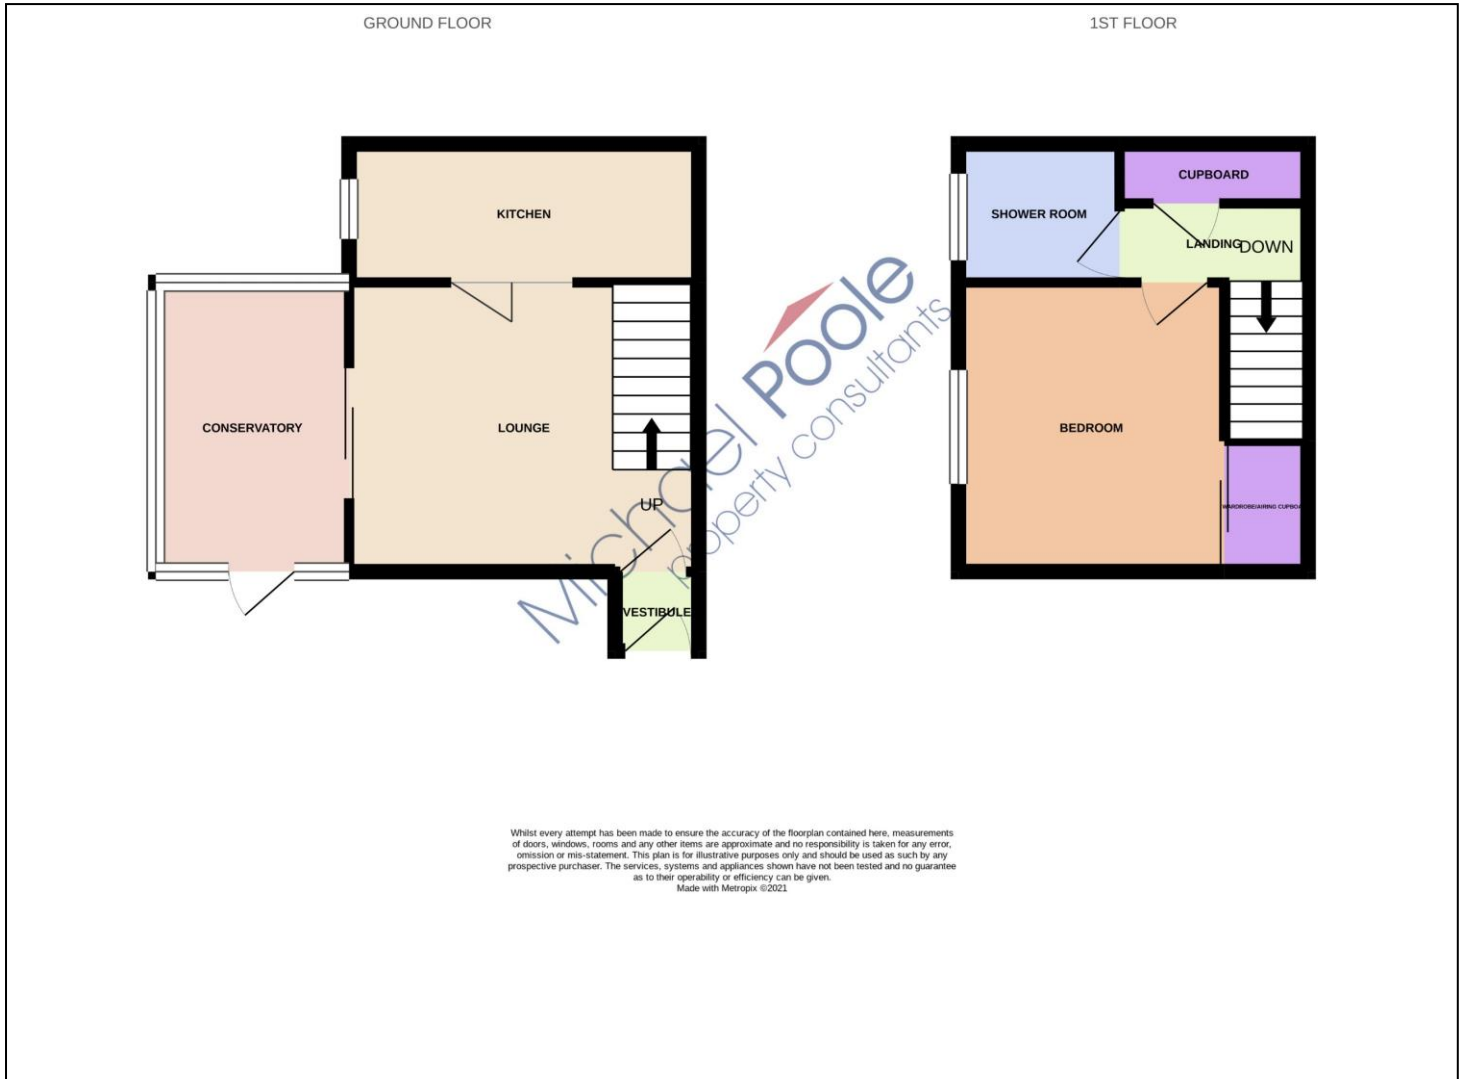 GROUND FLOOR
1ST FLOOR
KITCHEN
CONSERVATORY
LOUNGE
UP
VESTIBULE
CUPBOARD
SHOWER ROOM
LANDING
DOWN
BEDROOM
WARDROBE/AIRING CUPBOA
Michael Poole
property consultants
Whilst every attempt has been made to ensure the accuracy of the floorplan contained here, measurements
of doors, windows, rooms and any other items are approximate and no responsibility is taken for any error,
omission or mis-statement. This plan is for illustrative purposes only and should be used as such by any
prospective purchaser. The services, systems and appliances shown have not been tested and no guarantee
as to their operability or efficiency can be given.
Made with Metropix ©2021